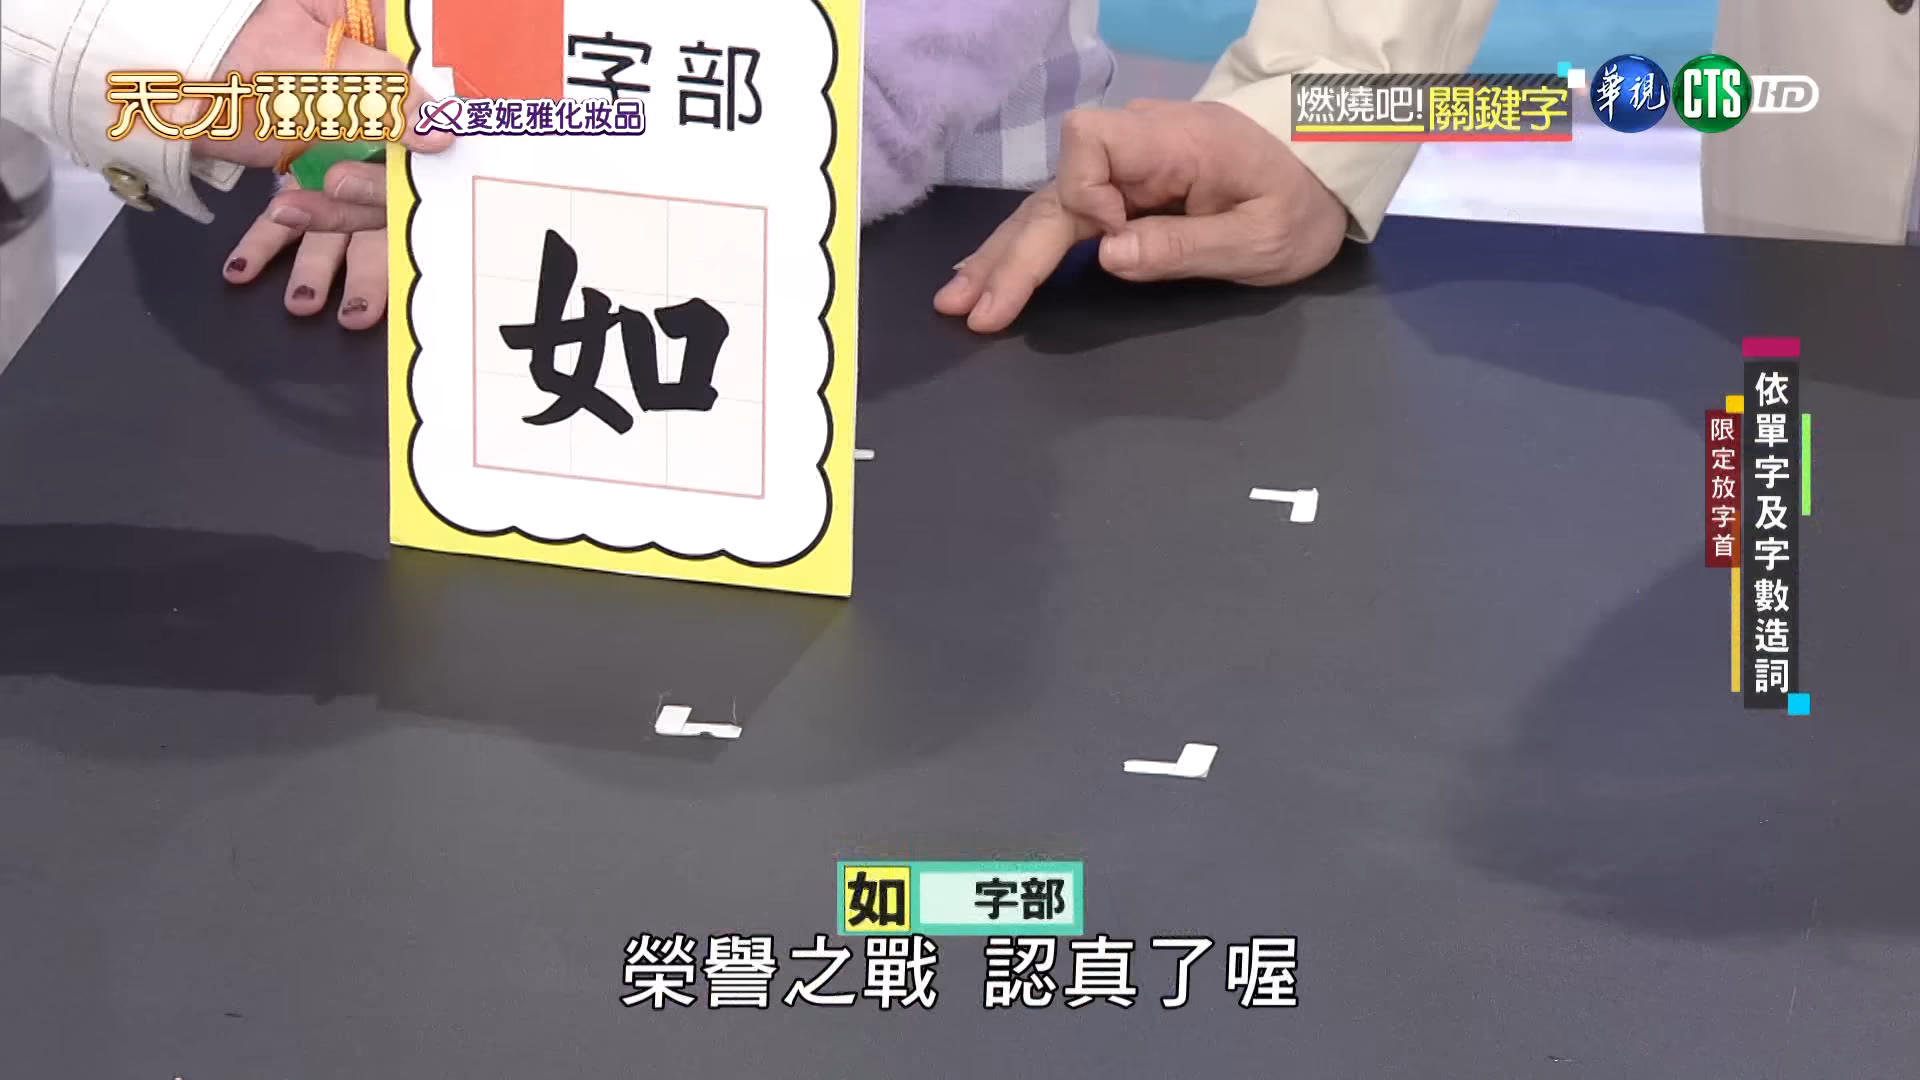 字部
如
天才衝衝衝
愛妮雅化妝品
燃燒吧!關鍵字
華視
CTS HD
依單字及字數造詞
限定放字首
如 字部
榮譽之戰 認真了喔